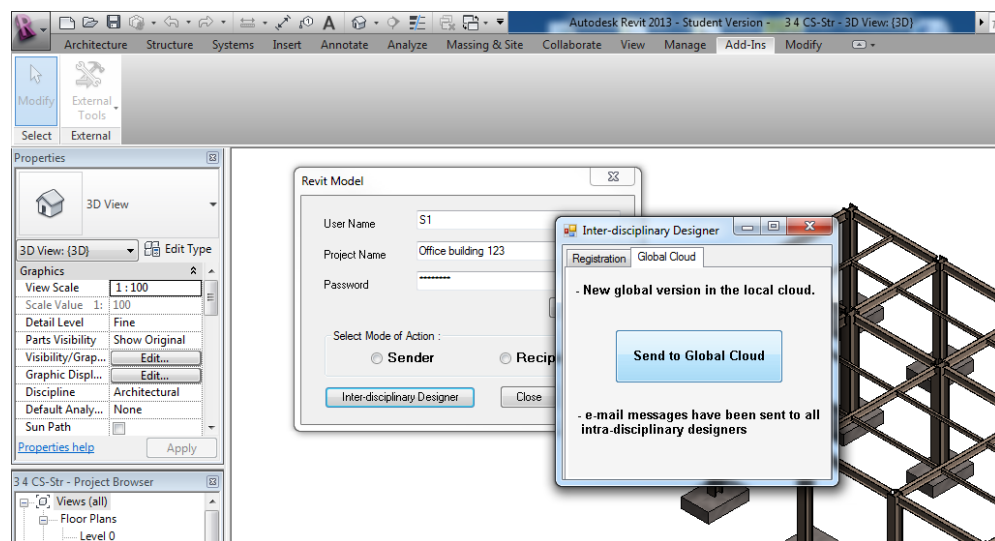 Autodesk Revit 2013 - Student Version - 3 4 CS-Str - 3D View: {3D}
Architecture Structure Systems Insert Annotate Analyze Massing & Site Collaborate View Manage Add-Ins Modify
Modify
External
Tools
Select External
Properties
3D View
3D View: {3D} Edit Type
Graphics
View Scale 1 : 100
Scale Value 1: 100
Detail Level Fine
Parts Visibility Show Original
Visibility/Grap... Edit...
Graphic Displ... Edit...
Discipline Architectural
Default Analy... None
Sun Path
Properties help Apply
3 4 CS-Str - Project Browser
Views (all)
Floor Plans
Level 0
Revit Model
User Name S1
Project Name Office building 123
Password ********
Select Mode of Action :
Sender Recip
Inter-disciplinary Designer Close
Inter-disciplinary Designer
Registration Global Cloud
- New global version in the local cloud.
Send to Global Cloud
- e-mail messages have been sent to all
intra-disciplinary designers